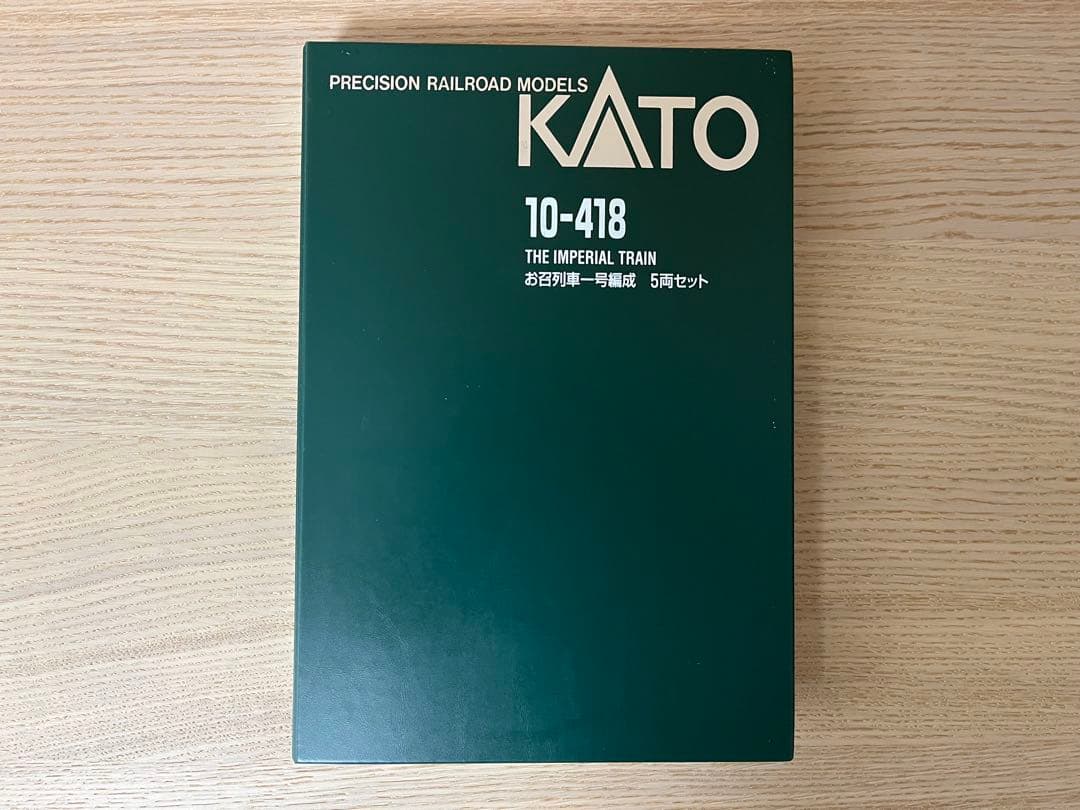 PRECISION RAILROAD MODELS
KATO
10-418
THE IMPERIAL TRAIN
お召列車一号編成　5両セット